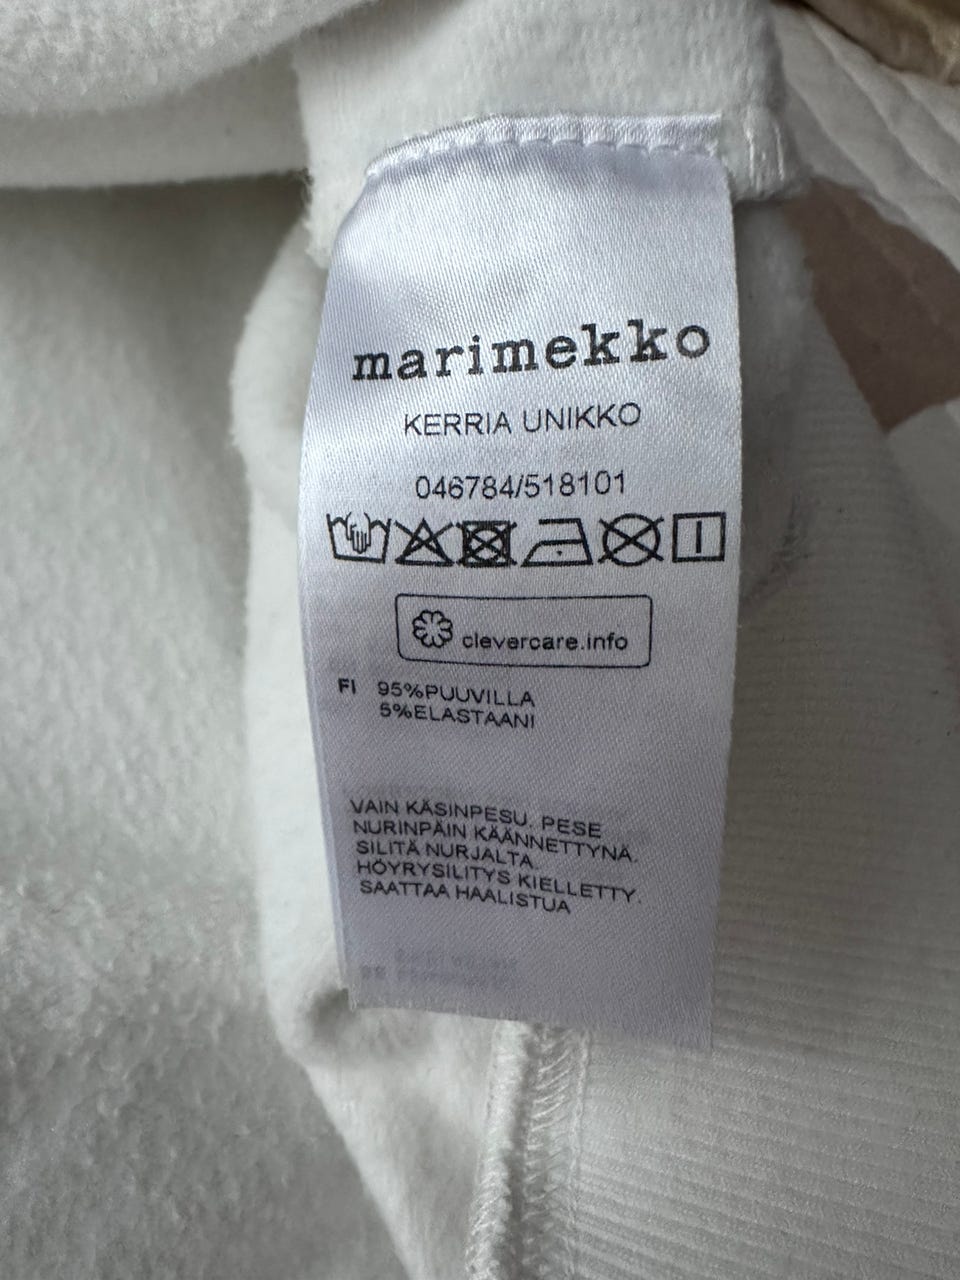 marimekko
KERRIA UNIKKO
046784/518101
clevercare.info
FI 95%PUUVILLA
5%ELASTAANI
VAIN KÄSINPESU. PESE
NURINPÄIN KÄÄNNETTYNÄ.
SILITÄ NURJALTA.
HÖYRYSILITYS KIELLETTY.
SAATTAA HAALISTUA